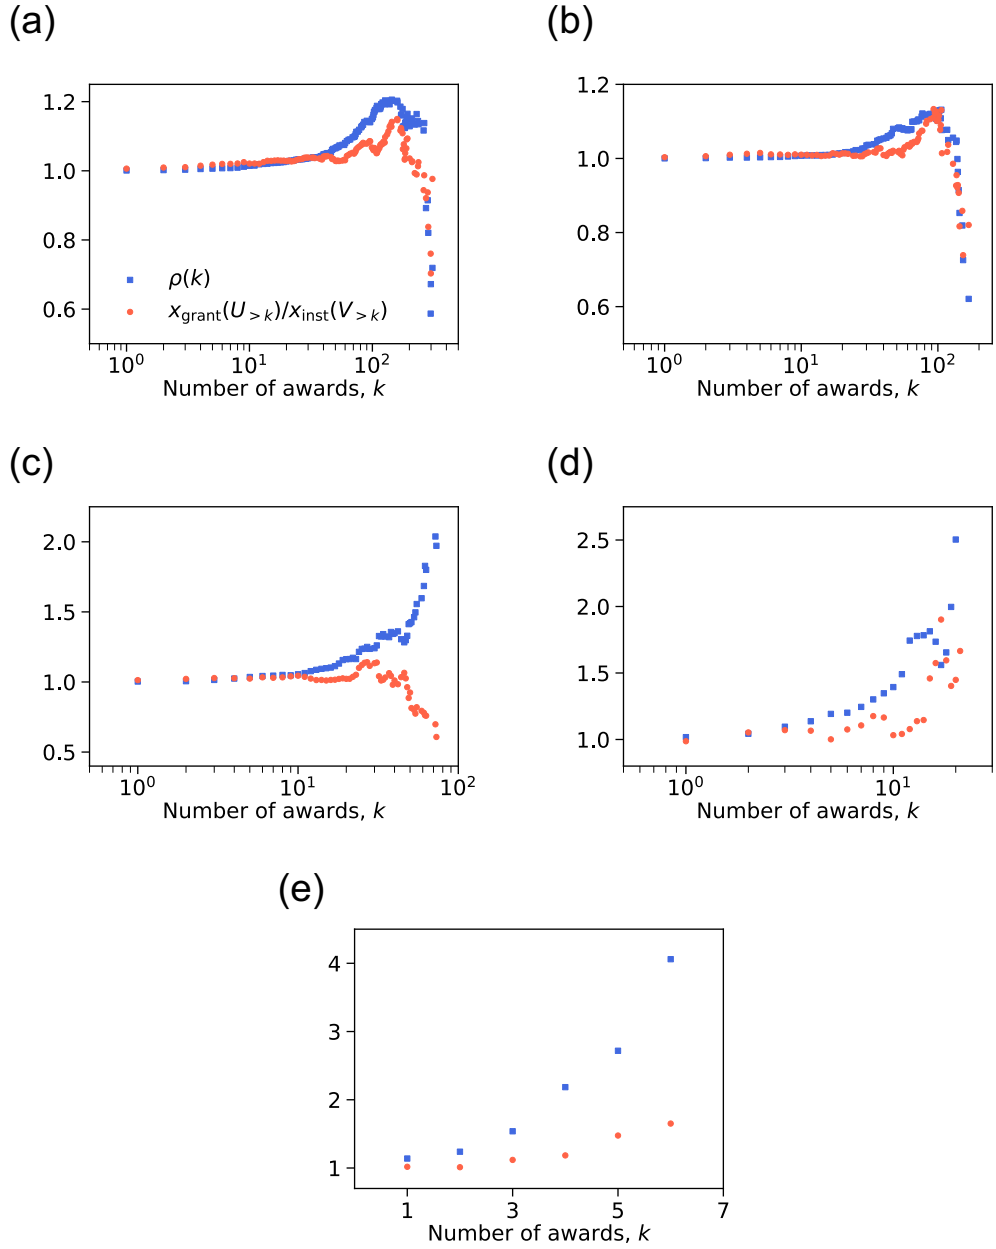 (a)
(b)
1.2
1.0
0.8
0.6
ρ(k)
x_grant(U_{>k})/x_inst(V_{>k})
10^0
10^1
10^2
Number of awards, k
1.2
1.0
0.8
0.6
10^0
10^1
10^2
Number of awards, k
(c)
(d)
2.0
1.5
1.0
0.5
10^0
10^1
10^2
Number of awards, k
2.5
2.0
1.5
1.0
10^0
10^1
Number of awards, k
(e)
4
3
2
1
1
3
5
7
Number of awards, k